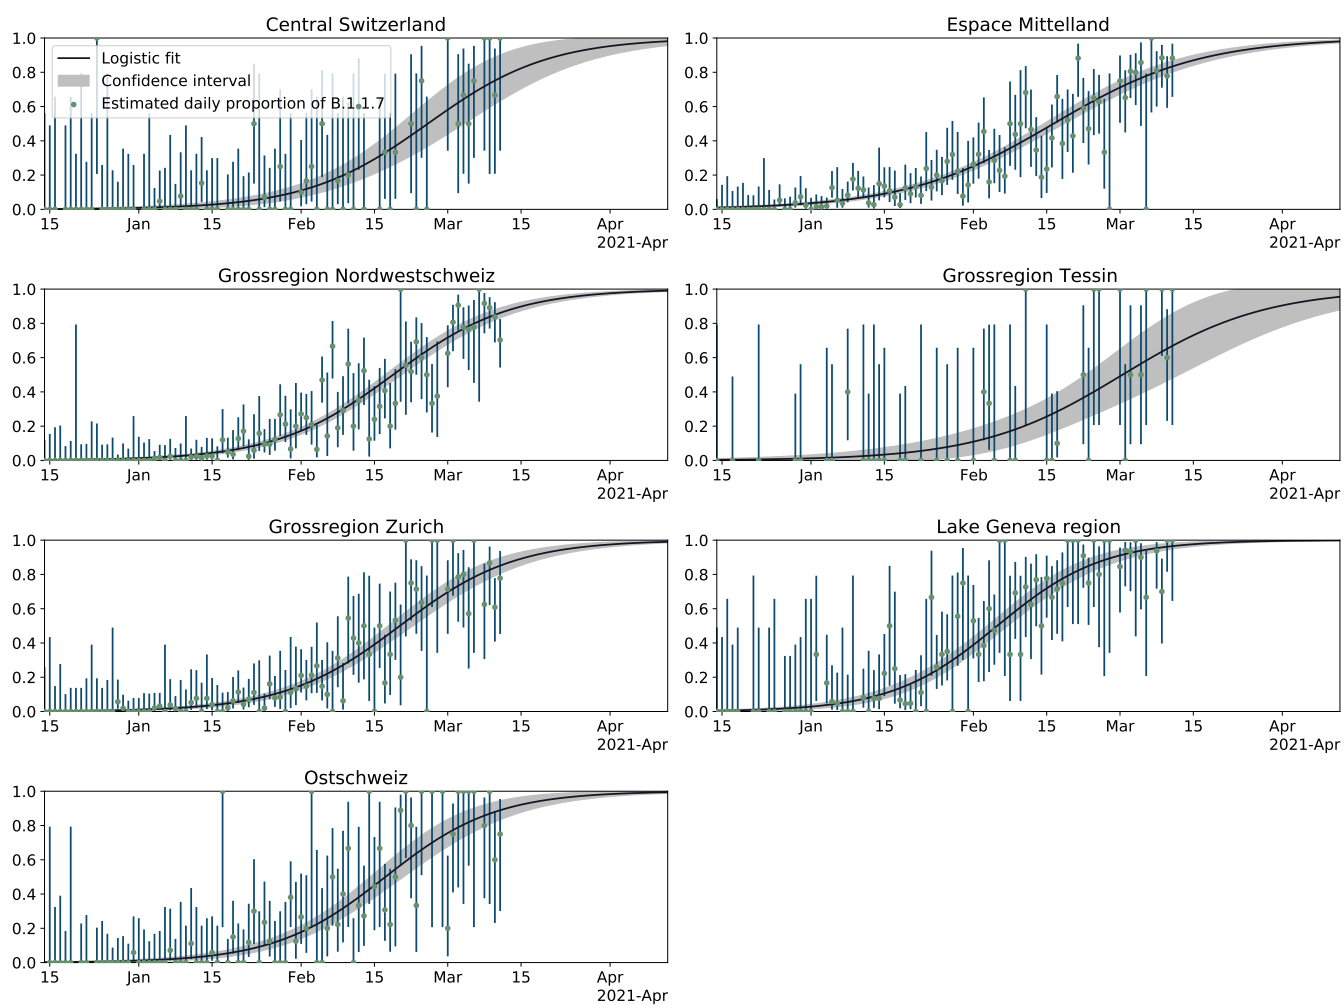 Central Switzerland
1.0
0.8
0.6
0.4
0.2
0.0
Logistic fit
Confidence interval
Estimated daily proportion of B.1.1.7
15 Jan 15 Feb 15 Mar 15 Apr
2021-Apr
Espace Mittelland
1.0
0.8
0.6
0.4
0.2
0.0
15 Jan 15 Feb 15 Mar 15 Apr
2021-Apr
Grossregion Nordwestschweiz
1.0
0.8
0.6
0.4
0.2
0.0
15 Jan 15 Feb 15 Mar 15 Apr
2021-Apr
Grossregion Tessin
1.0
0.8
0.6
0.4
0.2
0.0
15 Jan 15 Feb 15 Mar 15 Apr
2021-Apr
Grossregion Zurich
1.0
0.8
0.6
0.4
0.2
0.0
15 Jan 15 Feb 15 Mar 15 Apr
2021-Apr
Lake Geneva region
1.0
0.8
0.6
0.4
0.2
0.0
15 Jan 15 Feb 15 Mar 15 Apr
2021-Apr
Ostschweiz
1.0
0.8
0.6
0.4
0.2
0.0
15 Jan 15 Feb 15 Mar 15 Apr
2021-Apr